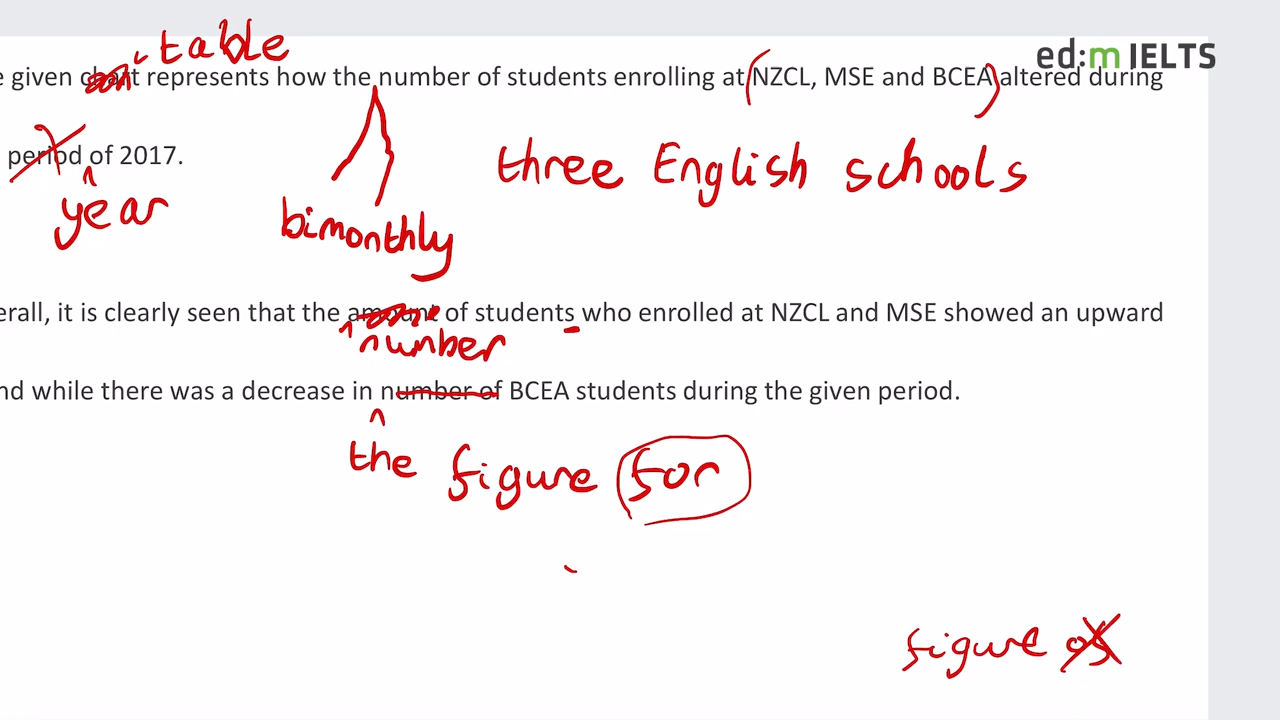 table
ed:m IELTS
e given chart represents how the number of students enrolling at (NZCL, MSE and BCEA) altered during
three English schools
period of 2017.
year
bimonthly
erall, it is clearly seen that the amount of students who enrolled at NZCL and MSE showed an upward
number
nd while there was a decrease in number of BCEA students during the given period.
the figure for
figure of